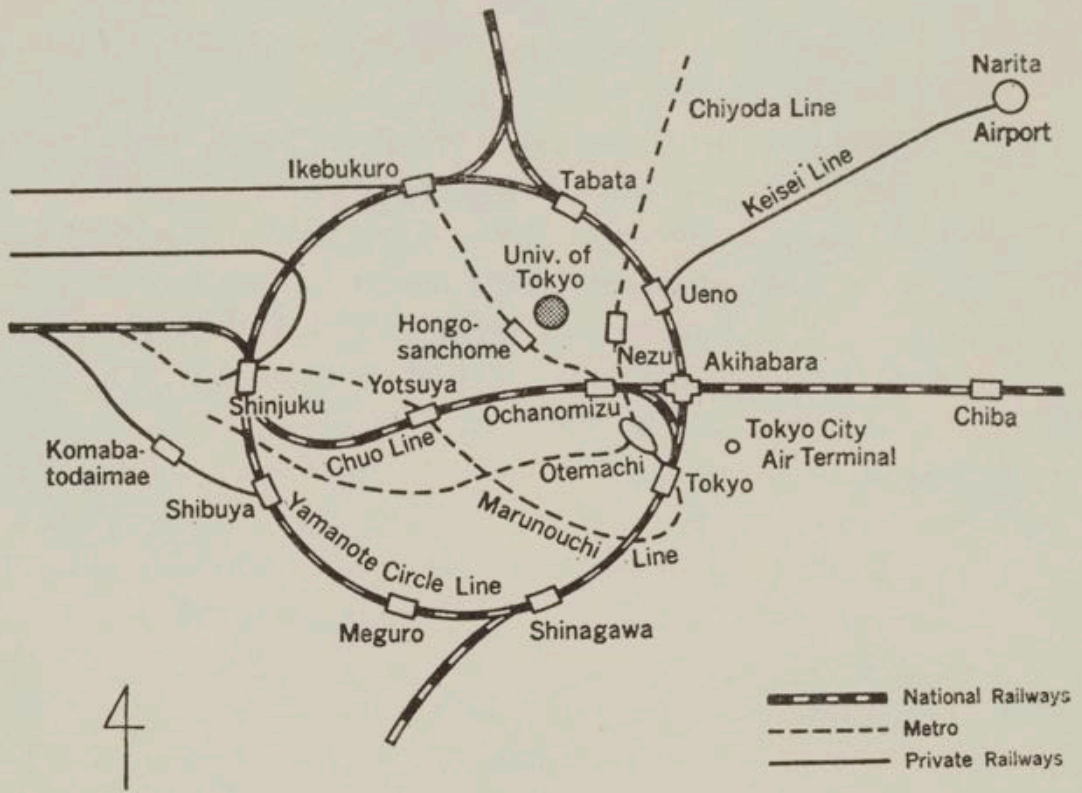 Narita
Airport
Chiyoda Line
Ikebukuro
Tabata
Keisei Line
Univ. of
Tokyo
Ueno
Hongo-
sanchome
Nezu
Akihabara
Yotsuya
Shinjuku
Ochanomizu
Chiba
Chuo Line
Komaba-
todaimae
Otemachi
Tokyo City
Air Terminal
Tokyo
Shibuya
Yamanote Circle Line
Marunouchi Line
Meguro
Shinagawa
National Railways
Metro
Private Railways